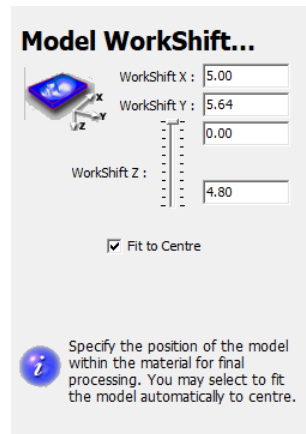 Model WorkShift...
WorkShift X : 5.00
WorkShift Y : 5.64
X
Y
Z
0.00
WorkShift Z :
4.80
Fit to Centre
i
Specify the position of the model
within the material for final
processing. You may select to fit
the model automatically to centre.